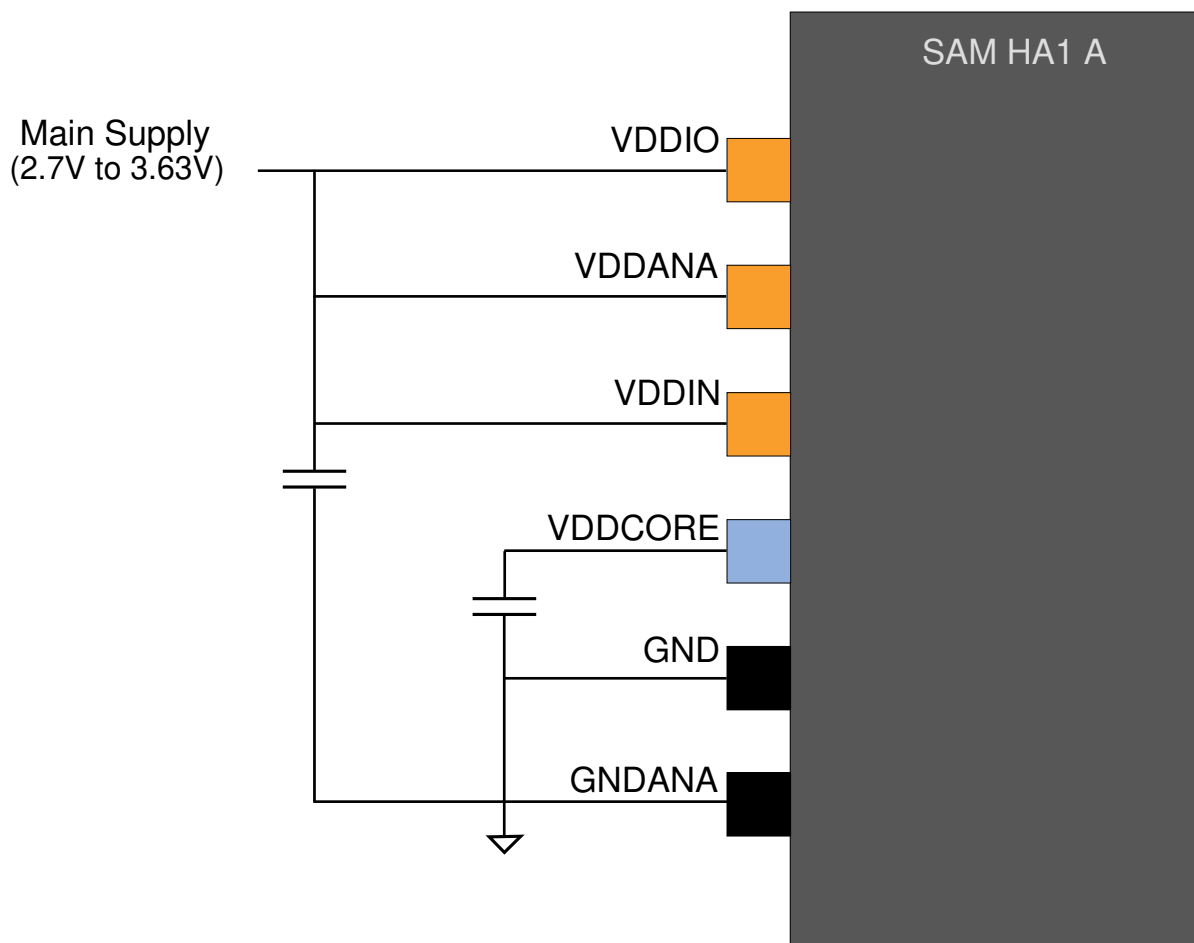 SAM HA1 A
Main Supply
(2.7V to 3.63V)
VDDIO
VDDANA
VDDIN
VDDCORE
GND
GNDANA